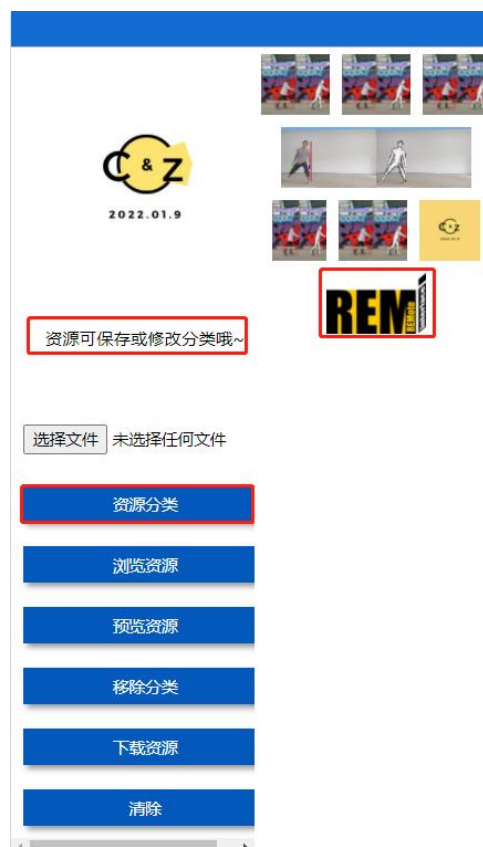 C & Z
2022.01.9
资源可保存或修改分类哦~
选择文件 未选择任何文件
资源分类
浏览资源
预览资源
移除分类
下载资源
清除
C&Z
REMi
REMote